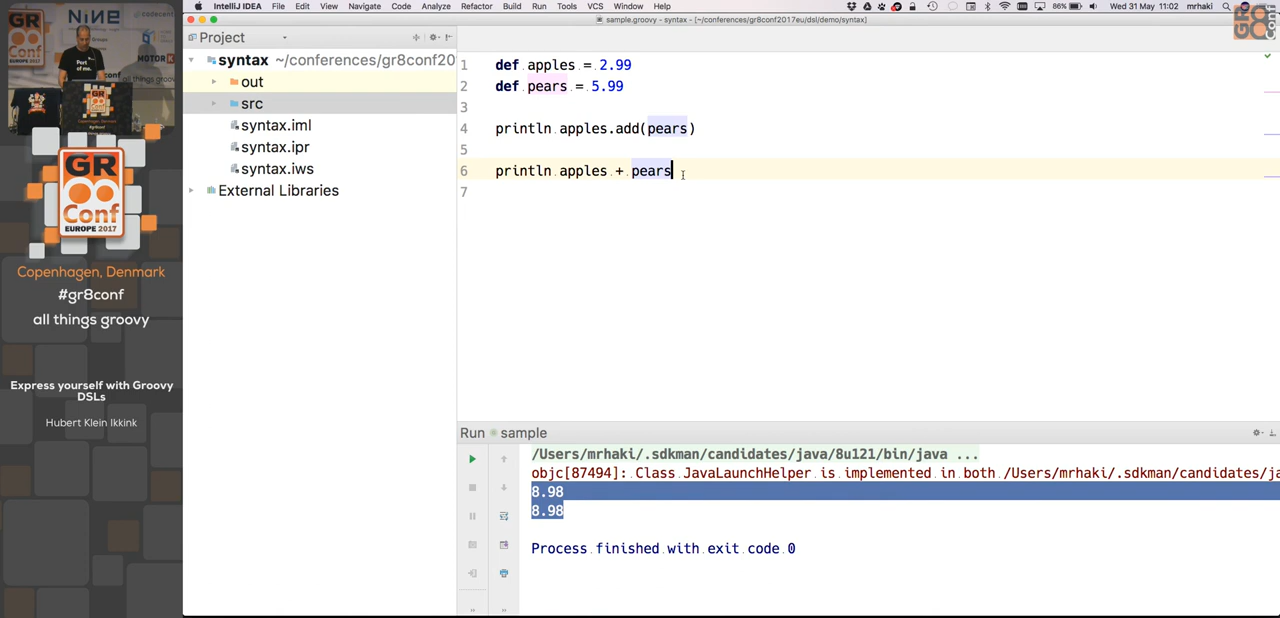 IntelliJ IDEA File Edit View Navigate Code Analyze Refactor Build Run Tools VCS Window Help 86% Wed 31 May 11:02 mrhaki
sample.groovy - syntax - [~/conferences/gr8conf2017eu/dsl/demo/syntax]
NiNE
codecent
MOTOR
GR
Conf
EUROPE 2017
Copenhagen, Denmark
#gr8conf
all things groovy
Express yourself with Groovy
DSLs
Hubert Klein Ikkink
Project
syntax ~/conferences/gr8conf20
out
src
syntax.iml
syntax.ipr
syntax.iws
External Libraries
1 def apples = 2.99
2 def pears = 5.99
3
4 println apples.add(pears)
5
6 println apples + pears
7
Run sample
/Users/mrhaki/.sdkman/candidates/java/8u121/bin/java ...
objc[87494]: Class JavaLaunchHelper is implemented in both /Users/mrhaki/.sdkman/candidates/ja
8.98
8.98
Process finished with exit code 0